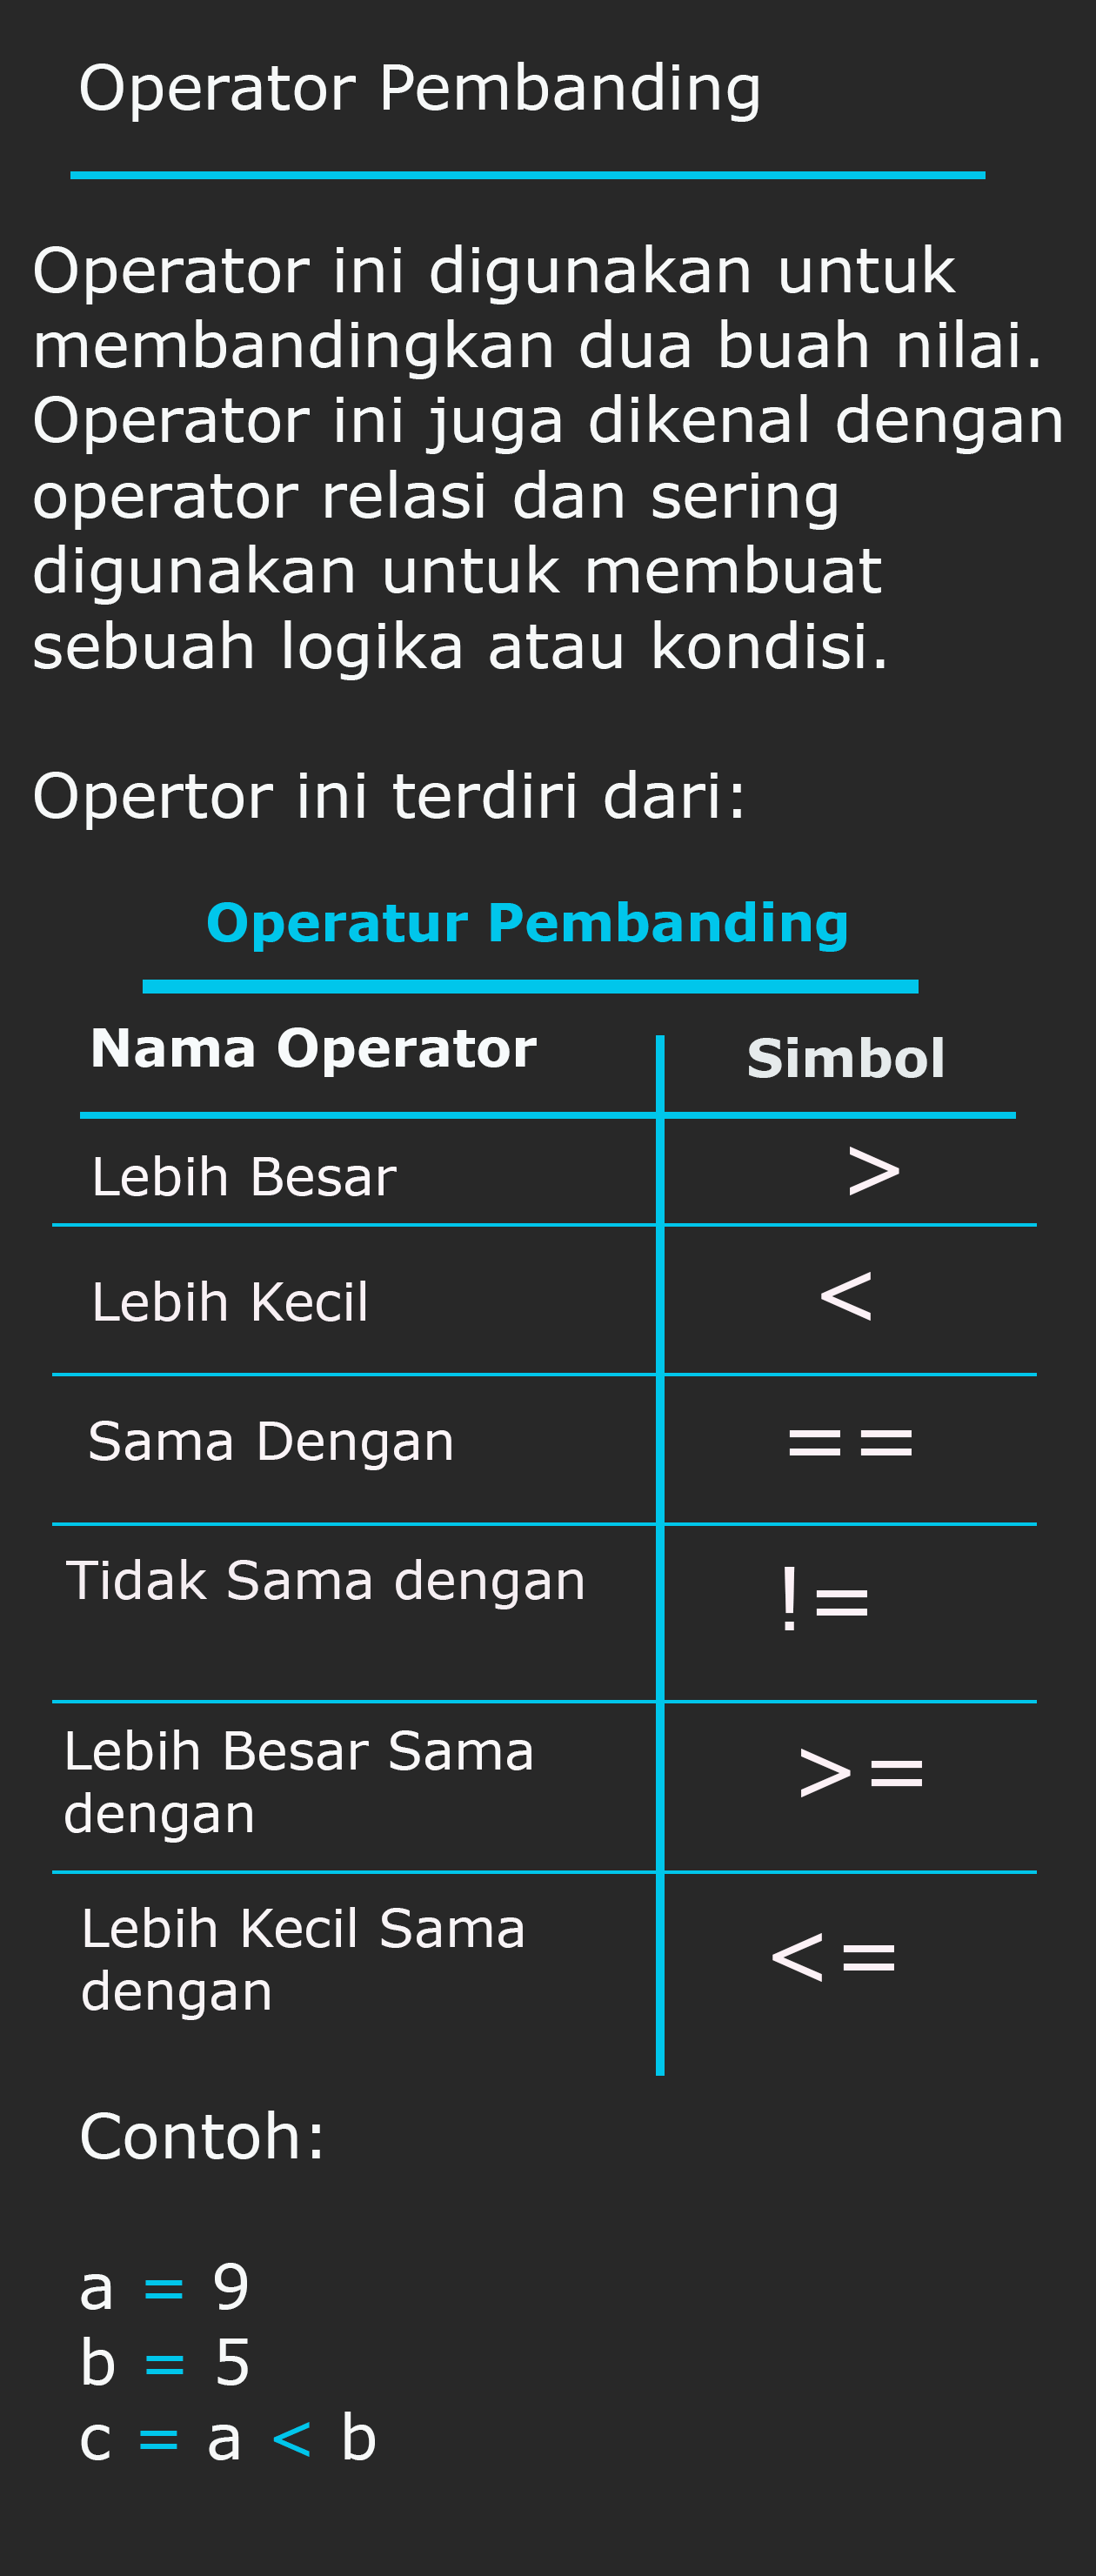 Operator Pembanding
Operator ini digunakan untuk
membandingkan dua buah nilai.
Operator ini juga dikenal dengan
operator relasi dan sering
digunakan untuk membuat
sebuah logika atau kondisi.
Opertor ini terdiri dari:
Operatur Pembanding
Nama Operator Simbol
Lebih Besar >
Lebih Kecil <
Sama Dengan ==
Tidak Sama dengan !=
Lebih Besar Sama
dengan >=
Lebih Kecil Sama
dengan <=
Contoh:
a = 9
b = 5
c = a < b